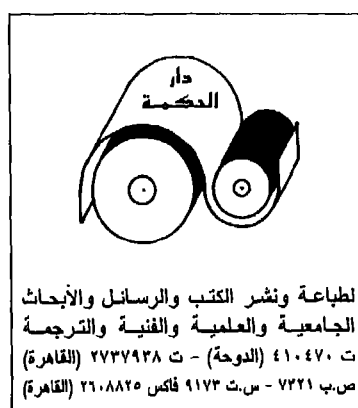 دار
الحكمة
لطباعة ونشر الكتب والرسائل والأبحاث
الجامعية والعلمية والفنية والترجمة
ت ٤١٠٤٧٠ (الدوحة) - ت ٢٧٣٧٩٣٨ (القاهرة)
ص.ب ٧٣٢١ - س.ت ٩١٧٣ فاكس ٢٦٠٨٨٢٥ (القاهرة)